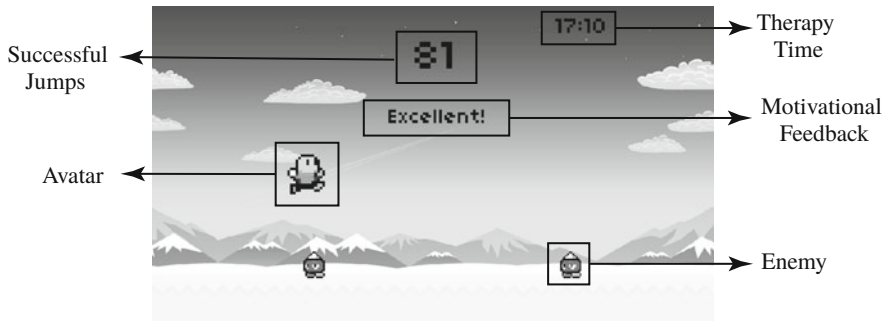 17:10
Therapy
Time
81
Successful
Jumps
Excellent!
Motivational
Feedback
Avatar
Enemy